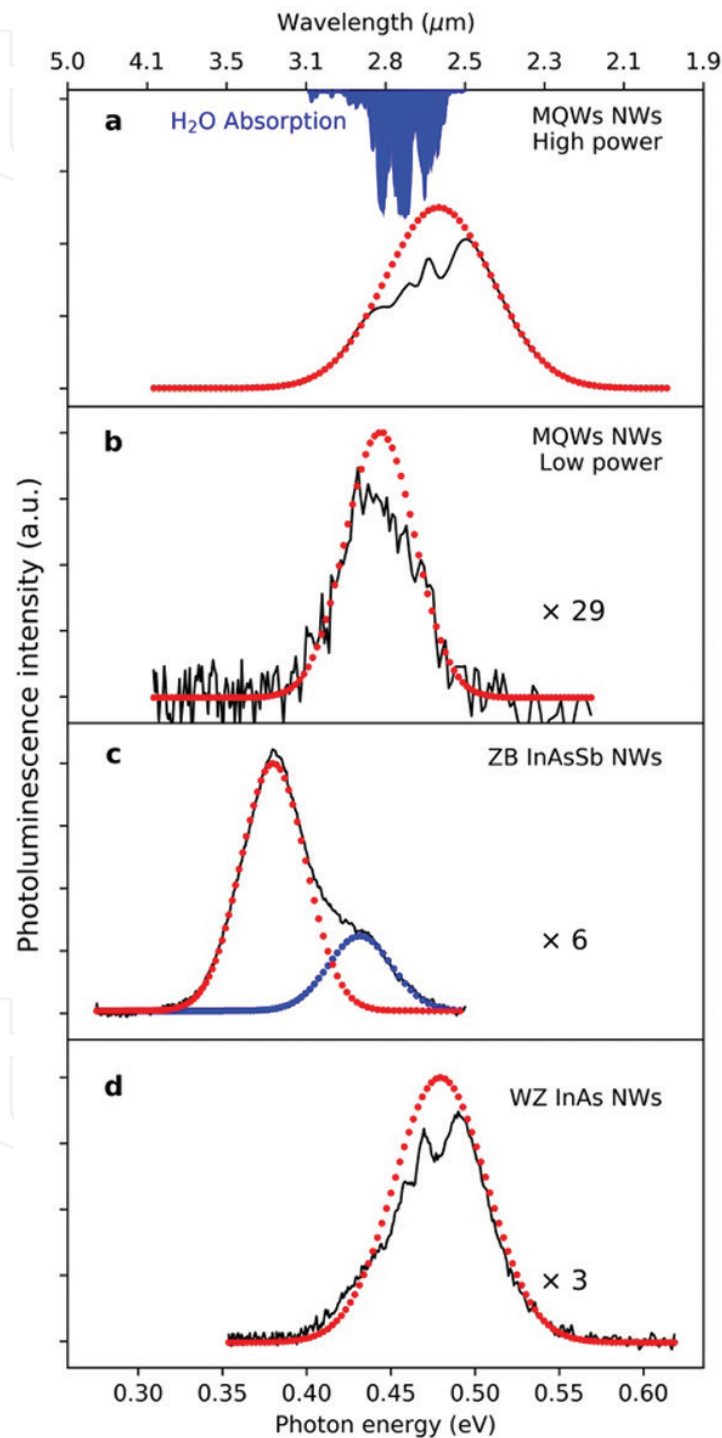 Wavelength (μm)
5.0 4.1 3.5 3.1 2.8 2.5 2.3 2.1 1.9
a
H₂O Absorption
MQWs NWs
High power
b
MQWs NWs
Low power
× 29
c
ZB InAsSb NWs
× 6
d
WZ InAs NWs
× 3
Photoluminescence intensity (a.u.)
0.30 0.35 0.40 0.45 0.50 0.55 0.60
Photon energy (eV)